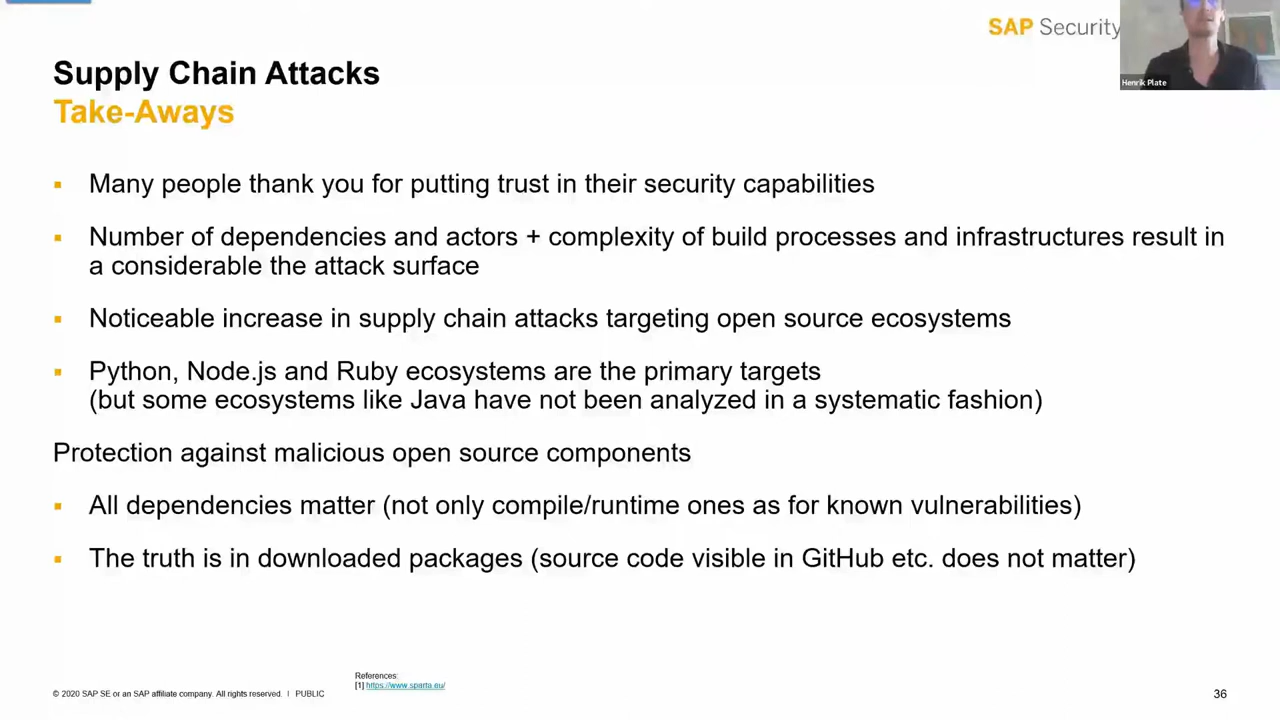 SAP Security
Henrik Plate
Supply Chain Attacks
Take-Aways
▪ Many people thank you for putting trust in their security capabilities
▪ Number of dependencies and actors + complexity of build processes and infrastructures result in
a considerable the attack surface
▪ Noticeable increase in supply chain attacks targeting open source ecosystems
▪ Python, Node.js and Ruby ecosystems are the primary targets
(but some ecosystems like Java have not been analyzed in a systematic fashion)
Protection against malicious open source components
▪ All dependencies matter (not only compile/runtime ones as for known vulnerabilities)
▪ The truth is in downloaded packages (source code visible in GitHub etc. does not matter)
References:
[1] https://www.sparta.eu/
© 2020 SAP SE or an SAP affiliate company. All rights reserved. | PUBLIC
36